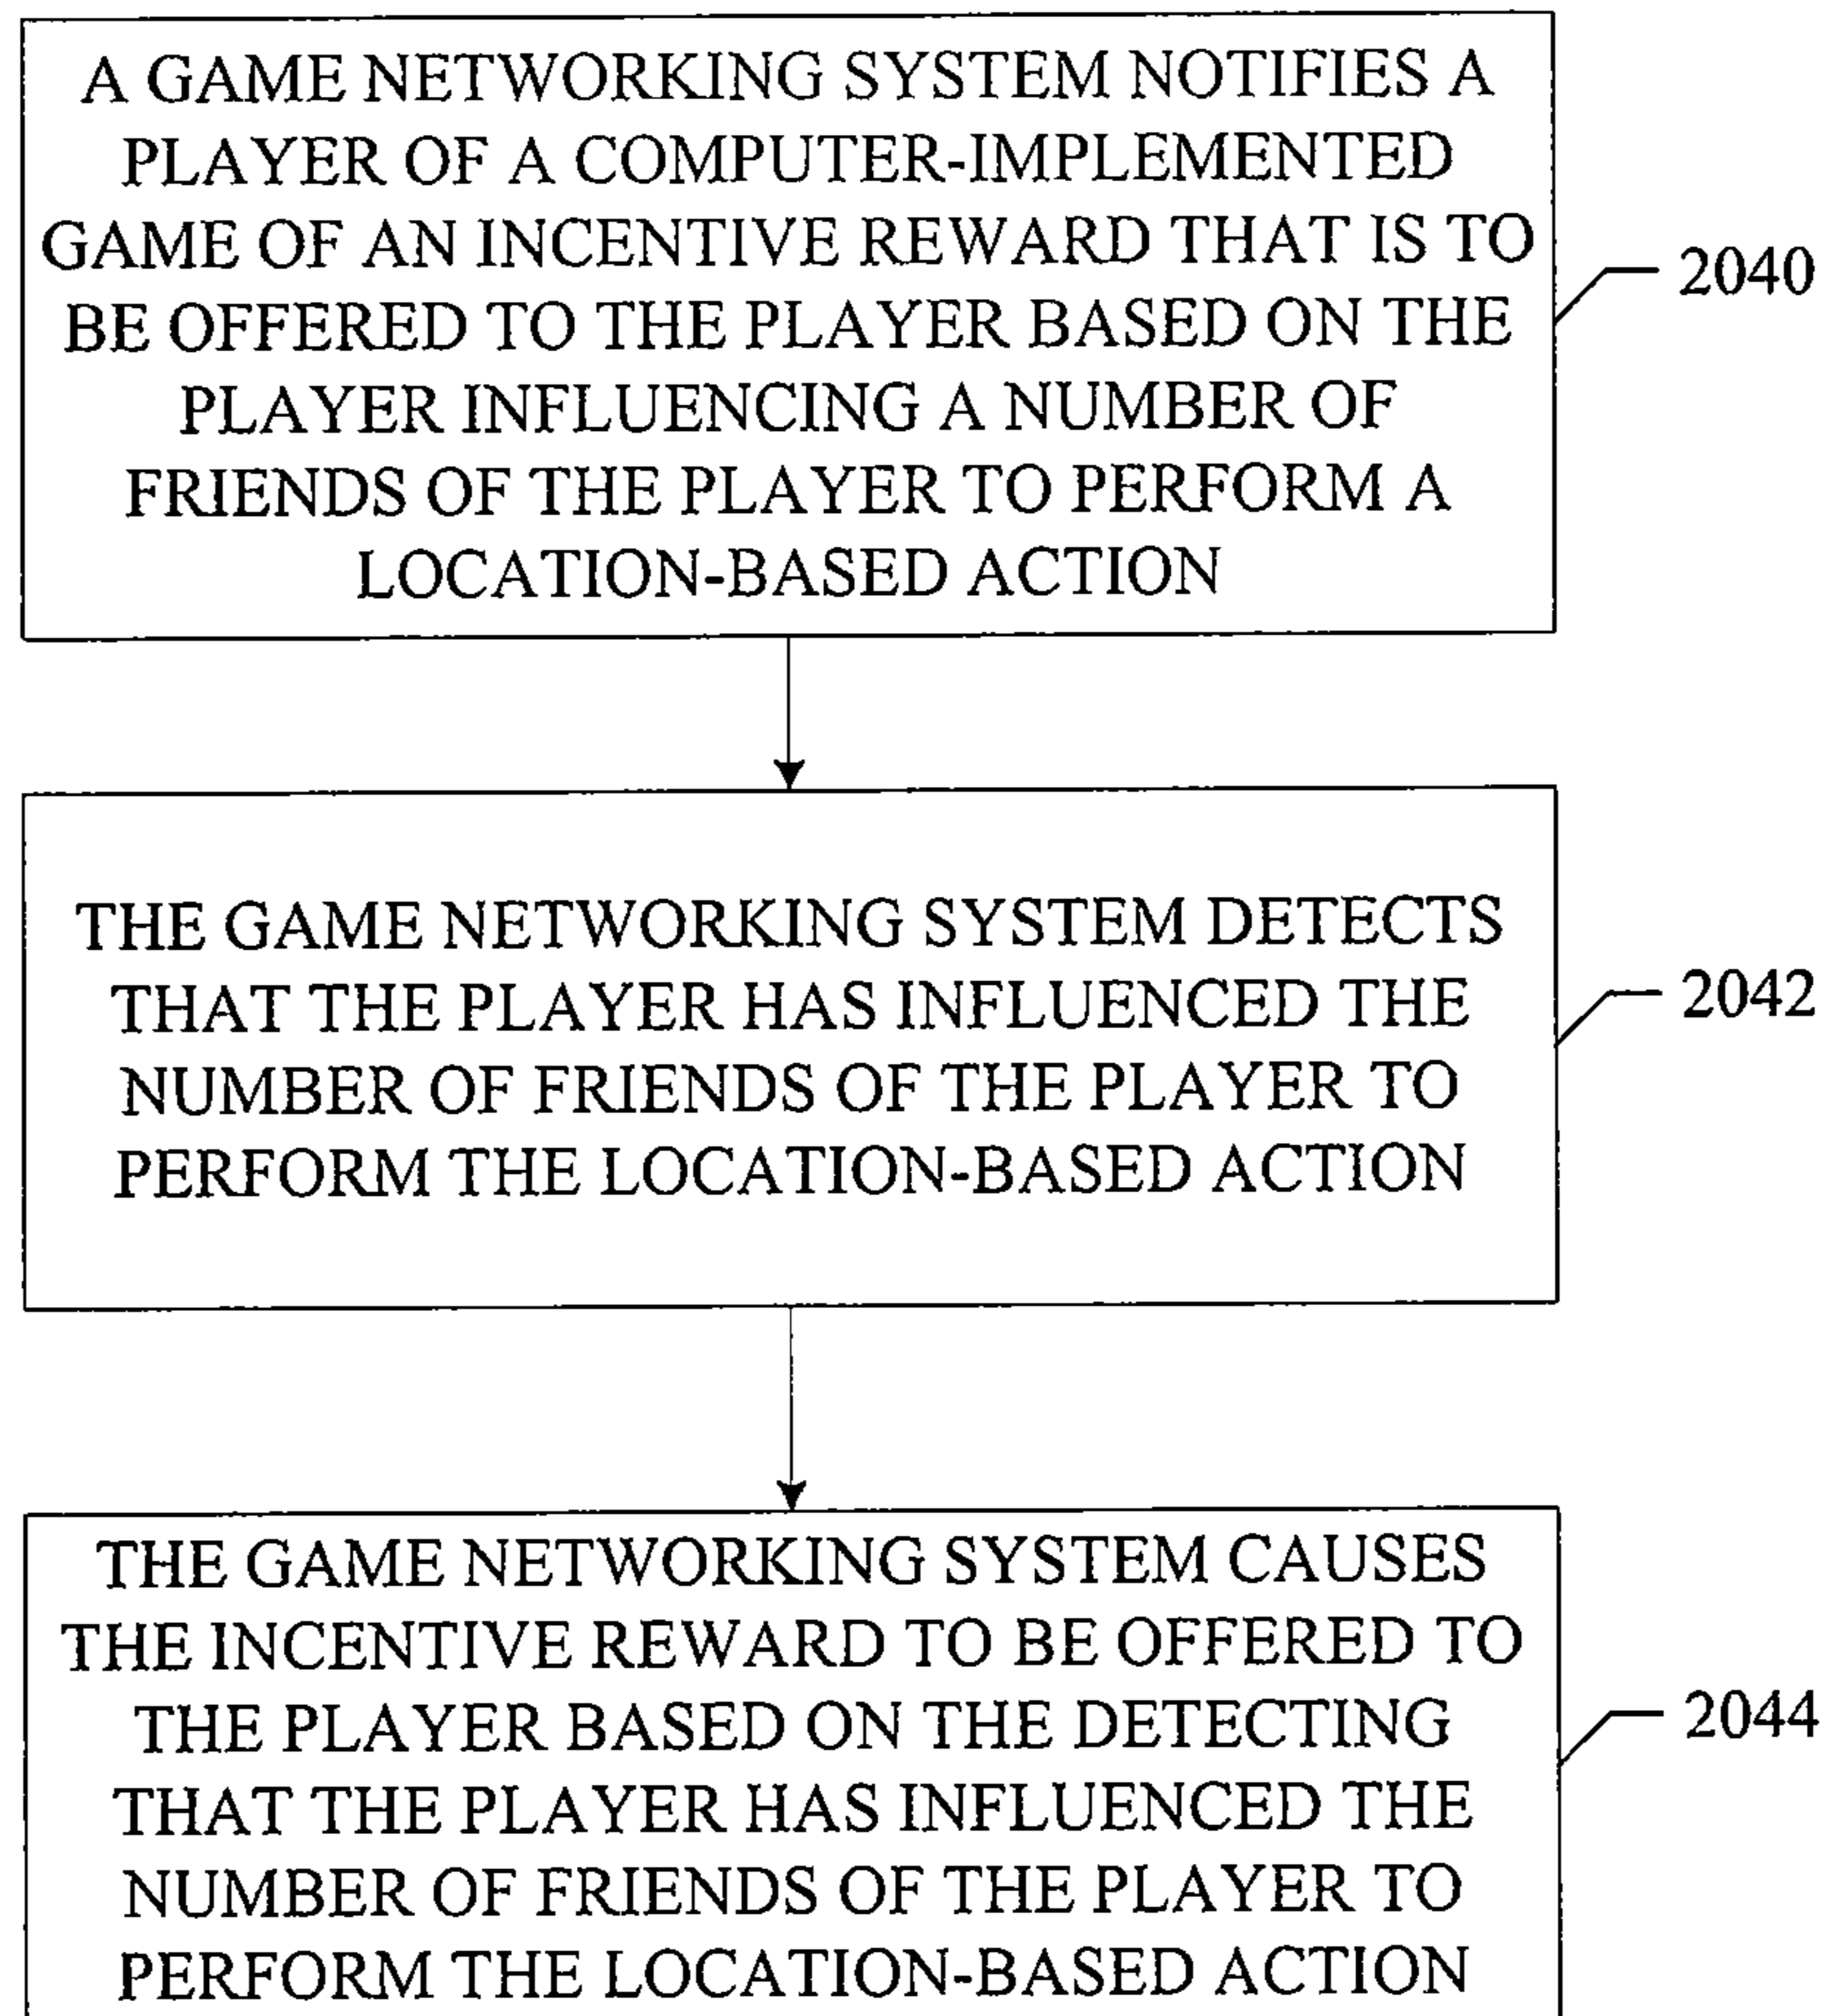 A GAME NETWORKING SYSTEM NOTIFIES A
PLAYER OF A COMPUTER-IMPLEMENTED
GAME OF AN INCENTIVE REWARD THAT IS TO
BE OFFERED TO THE PLAYER BASED ON THE
PLAYER INFLUENCING A NUMBER OF
FRIENDS OF THE PLAYER TO PERFORM A
LOCATION-BASED ACTION
2040
THE GAME NETWORKING SYSTEM DETECTS
THAT THE PLAYER HAS INFLUENCED THE
NUMBER OF FRIENDS OF THE PLAYER TO
PERFORM THE LOCATION-BASED ACTION
2042
THE GAME NETWORKING SYSTEM CAUSES
THE INCENTIVE REWARD TO BE OFFERED TO
THE PLAYER BASED ON THE DETECTING
THAT THE PLAYER HAS INFLUENCED THE
NUMBER OF FRIENDS OF THE PLAYER TO
PERFORM THE LOCATION-BASED ACTION
2044